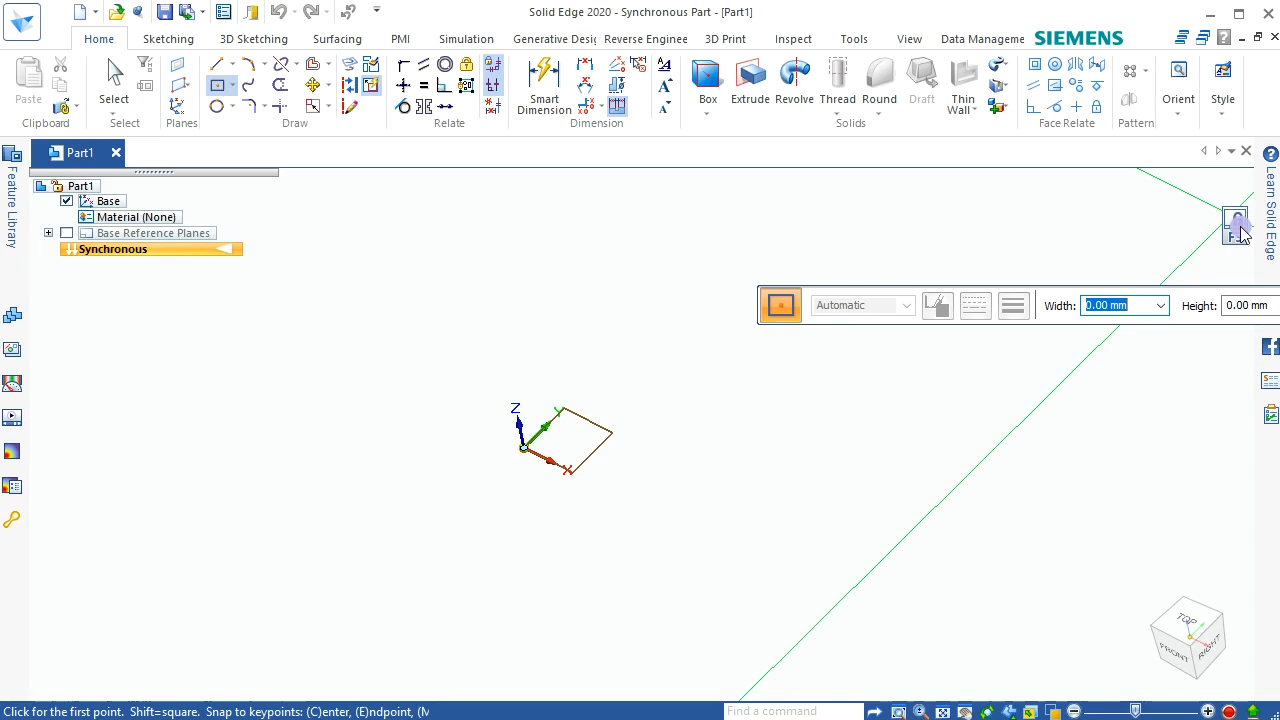 Solid Edge 2020 - Synchronous Part - [Part1]
Home
Sketching
3D Sketching
Surfacing
PMI
Simulation
Generative Desig
Reverse Enginee
3D Print
Inspect
Tools
View
Data Manageme
SIEMENS
Paste
Select
Smart
Dimension
Box
Extrude
Revolve
Thread
Round
Draft
Thin
Wall
Orient
Style
Clipboard
Select
Planes
Draw
Relate
Dimension
Solids
Face Relate
Pattern
Part1
Feature Library
Learn Solid Edge
Part1
Base
Material (None)
Base Reference Planes
Synchronous
Automatic
Width:
0.00 mm
Height:
0.00 mm
Z
Y
X
TOP
FRONT
RIGHT
Click for the first point.  Shift=square.  Snap to keypoints: (C)enter, (E)ndpoint, (M
Find a command